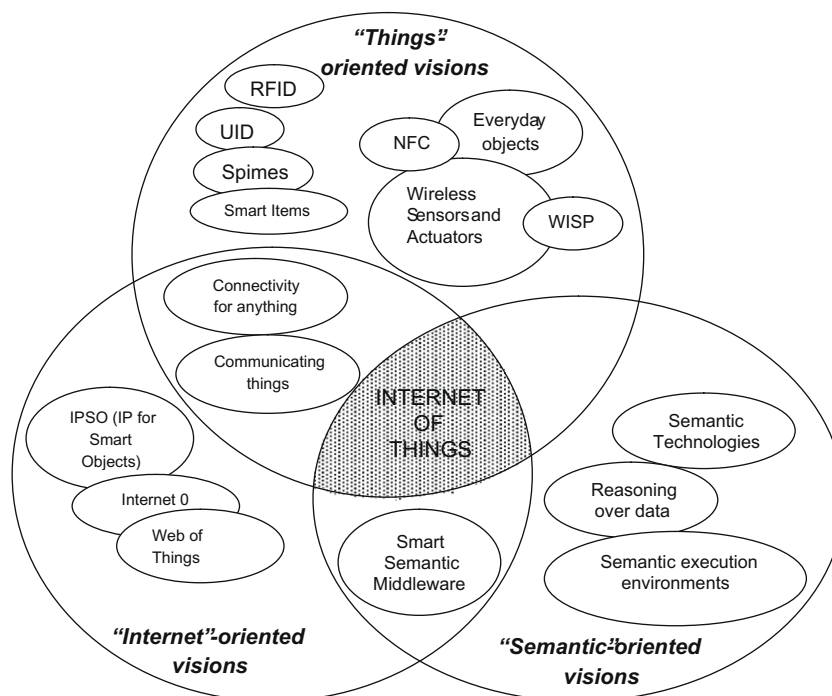 “Things”-
oriented visions
RFID
UID
Spimes
Smart Items
NFC
Everyday
objects
Wireless
Sensors and
Actuators
WISP
Connectivity
for anything
Communicating
things
INTERNET
OF
THINGS
IPSO (IP for
Smart
Objects)
Internet 0
Web of
Things
Semantic
Technologies
Reasoning
over data
Semantic execution
environments
Smart
Semantic
Middleware
“Internet”-oriented
visions
“Semantic”-oriented
visions